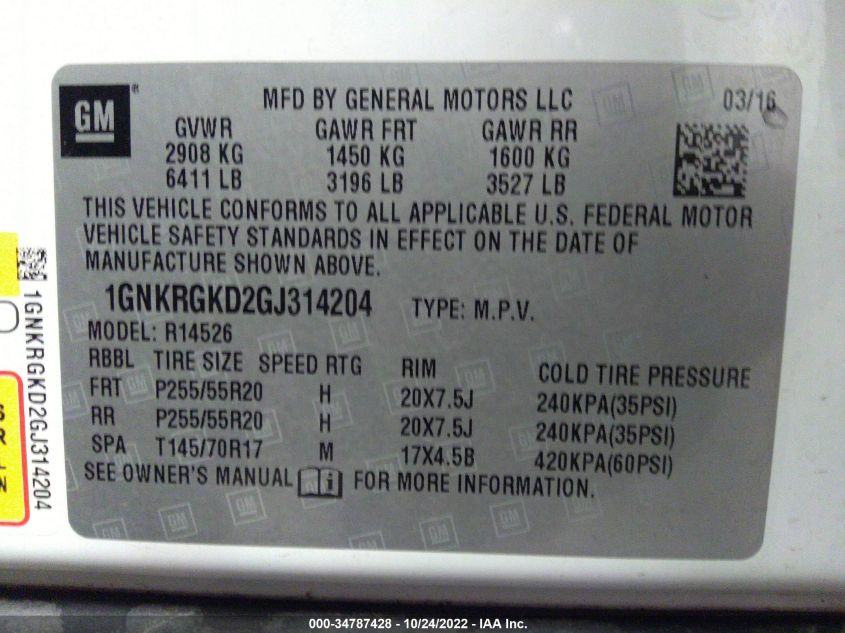 GM
MFD BY GENERAL MOTORS LLC 03/16
GVWR GAWR FRT GAWR RR
2908 KG 1450 KG 1600 KG
6411 LB 3196 LB 3527 LB
THIS VEHICLE CONFORMS TO ALL APPLICABLE U.S. FEDERAL MOTOR
VEHICLE SAFETY STANDARDS IN EFFECT ON THE DATE OF
MANUFACTURE SHOWN ABOVE.
1GNKRGKD2GJ314204 TYPE: M.P.V.
MODEL: R14526
RBBL TIRE SIZE SPEED RTG RIM COLD TIRE PRESSURE
FRT P255/55R20 H 20X7.5J 240KPA(35PSI)
RR P255/55R20 H 20X7.5J 240KPA(35PSI)
SPA T145/70R17 M 17X4.5B 420KPA(60PSI)
SEE OWNER'S MANUAL i FOR MORE INFORMATION.
1GNKRGKD2GJ314204
000-34787428 - 10/24/2022 - IAA Inc.